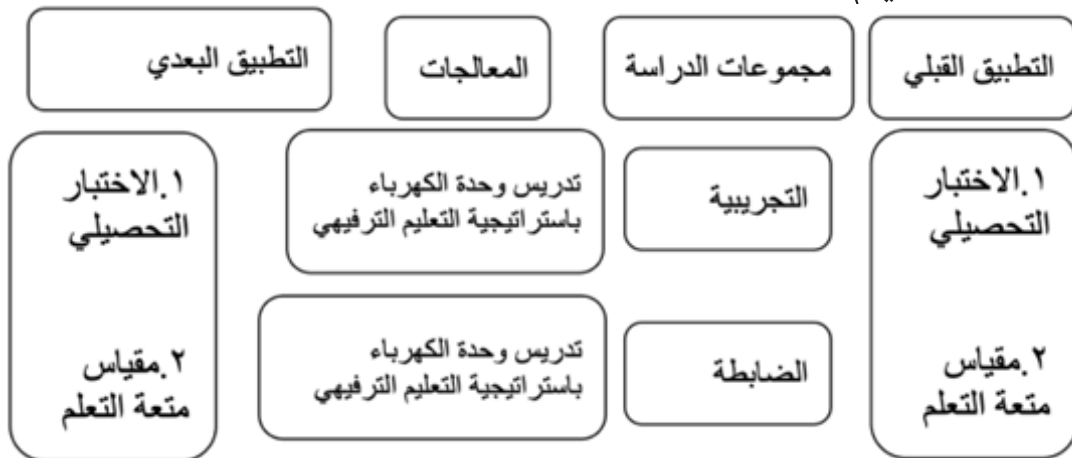 التطبيق القبلي
مجموعات الدراسة
المعالجات
التطبيق البعدي
١.الاختبار
التحصيلي
٢.مقياس
متعة التعلم
التجريبية
تدريس وحدة الكهرباء
باستراتيجية التعليم الترفيهي
الضابطة
تدريس وحدة الكهرباء
باستراتيجية التعليم الترفيهي
١.الاختبار
التحصيلي
٢.مقياس
متعة التعلم